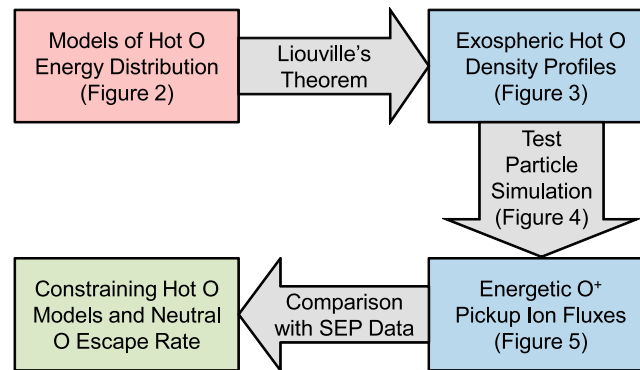 Models of Hot O
Energy Distribution
(Figure 2)
Liouville's
Theorem
Exospheric Hot O
Density Profiles
(Figure 3)
Test
Particle
Simulation
(Figure 4)
Energetic O⁺
Pickup Ion Fluxes
(Figure 5)
Comparison
with SEP Data
Constraining Hot O
Models and Neutral
O Escape Rate